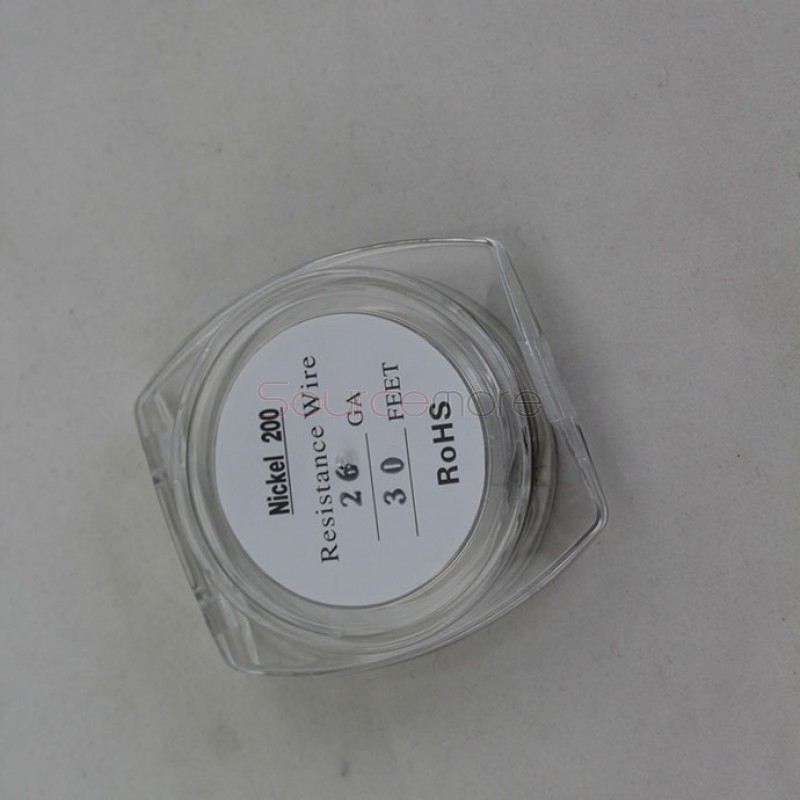 Nickel 200
Resistance Wire
26 GA
30 FEET
RoHS
Sourcemore